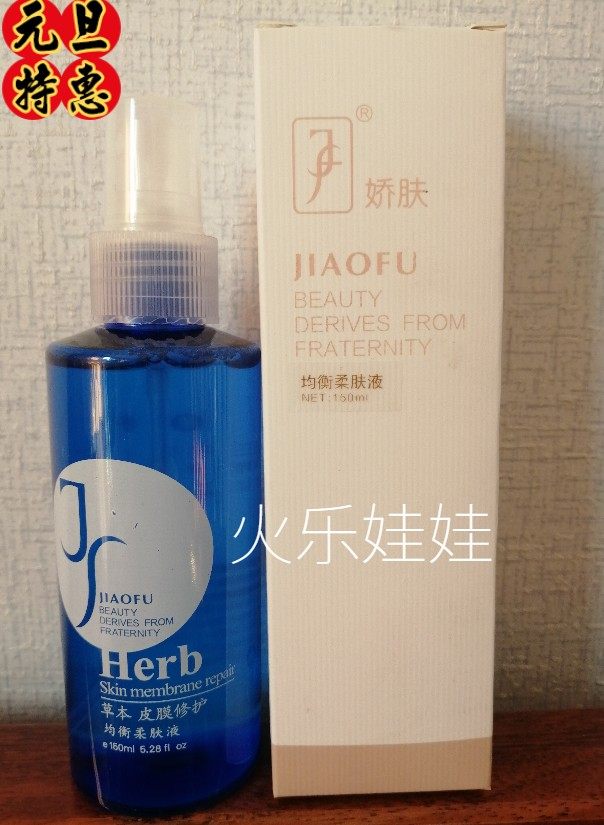 元旦
特惠
®
娇肤
JIAOFU
BEAUTY
DERIVES FROM
FRATERNITY
均衡柔肤液
NET:150ml
火乐娃娃
JIAOFU
BEAUTY
DERIVES FROM
FRATERNITY
Herb
Skin membrane repair
草本 皮膜修护
均衡柔肤液
e150ml 5.28 fl oz